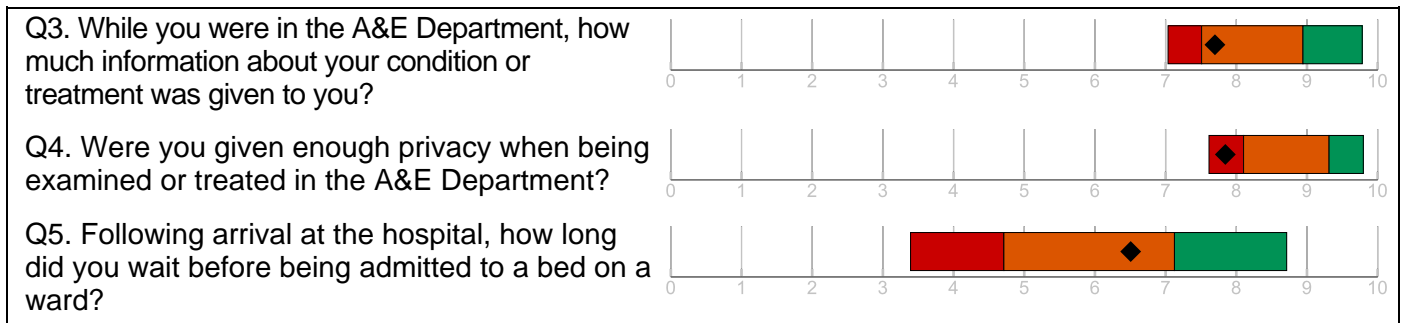 Q3. While you were in the A&E Department, how
much information about your condition or
treatment was given to you?
0 1 2 3 4 5 6 7 8 9 10
Q4. Were you given enough privacy when being
examined or treated in the A&E Department?
0 1 2 3 4 5 6 7 8 9 10
Q5. Following arrival at the hospital, how long
did you wait before being admitted to a bed on a
ward?
0 1 2 3 4 5 6 7 8 9 10